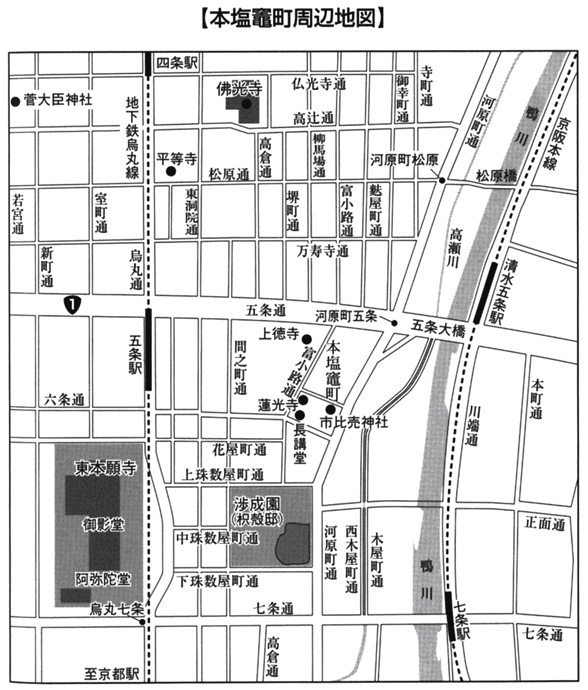 【本塩竈町周辺地図】
四条駅
菅大臣神社
地下鉄烏丸線
佛光寺
仏光寺通
高辻通
御幸町通
寺町通
河原町通
鴨川
京阪本線
平等寺
高倉通
柳馬場通
松原通
河原町松原
松原橋
若宮通
室町通
東洞院通
堺町通
富小路通
麩屋町通
新町通
烏丸通
万寿寺通
高瀬川
清水五条駅
1
五条通
河原町五条
五条大橋
五条駅
上徳寺
間之町通
富小路通
本塩竈町
六条通
蓮光寺
市比売神社
長講堂
本町通
川端通
花屋町通
上珠数屋町通
東本願寺
渉成園
(枳殻邸)
御影堂
中珠数屋町通
河原町通
西木屋町通
木屋町通
正面通
阿弥陀堂
下珠数屋町通
鴨川
烏丸七条
七条通
七条駅
七条通
高倉通
至京都駅